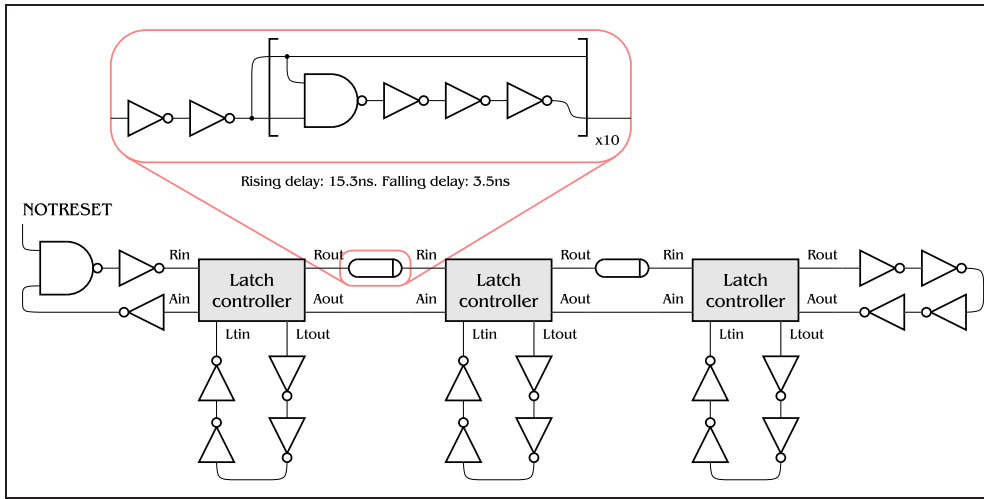 x10
Rising delay: 15.3ns. Falling delay: 3.5ns
NOTRESET
Rin
Rout
Rin
Rout
Rin
Rout
Latch
controller
Latch
controller
Latch
controller
Ain
Aout
Ain
Aout
Ain
Aout
Ltin
Ltout
Ltin
Ltout
Ltin
Ltout